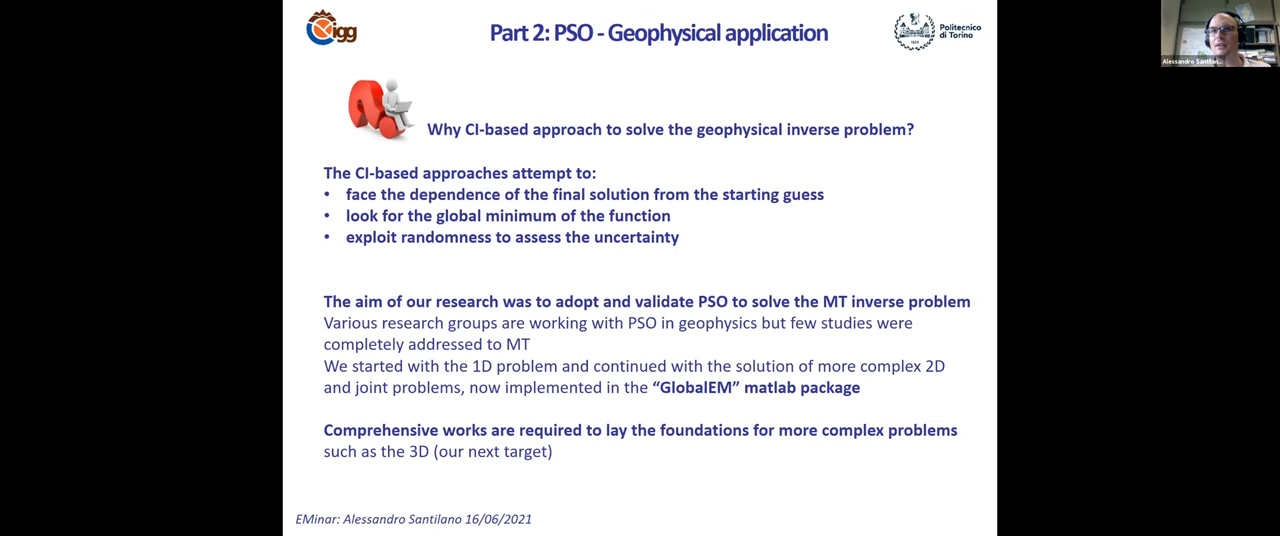 igg
Part 2: PSO - Geophysical application
Politecnico
di Torino
Alessandro Santilan...
Why CI-based approach to solve the geophysical inverse problem?
The CI-based approaches attempt to:
• face the dependence of the final solution from the starting guess
• look for the global minimum of the function
• exploit randomness to assess the uncertainty
The aim of our research was to adopt and validate PSO to solve the MT inverse problem
Various research groups are working with PSO in geophysics but few studies were
completely addressed to MT
We started with the 1D problem and continued with the solution of more complex 2D
and joint problems, now implemented in the “GlobalEM” matlab package
Comprehensive works are required to lay the foundations for more complex problems
such as the 3D (our next target)
EMinar: Alessandro Santilano 16/06/2021